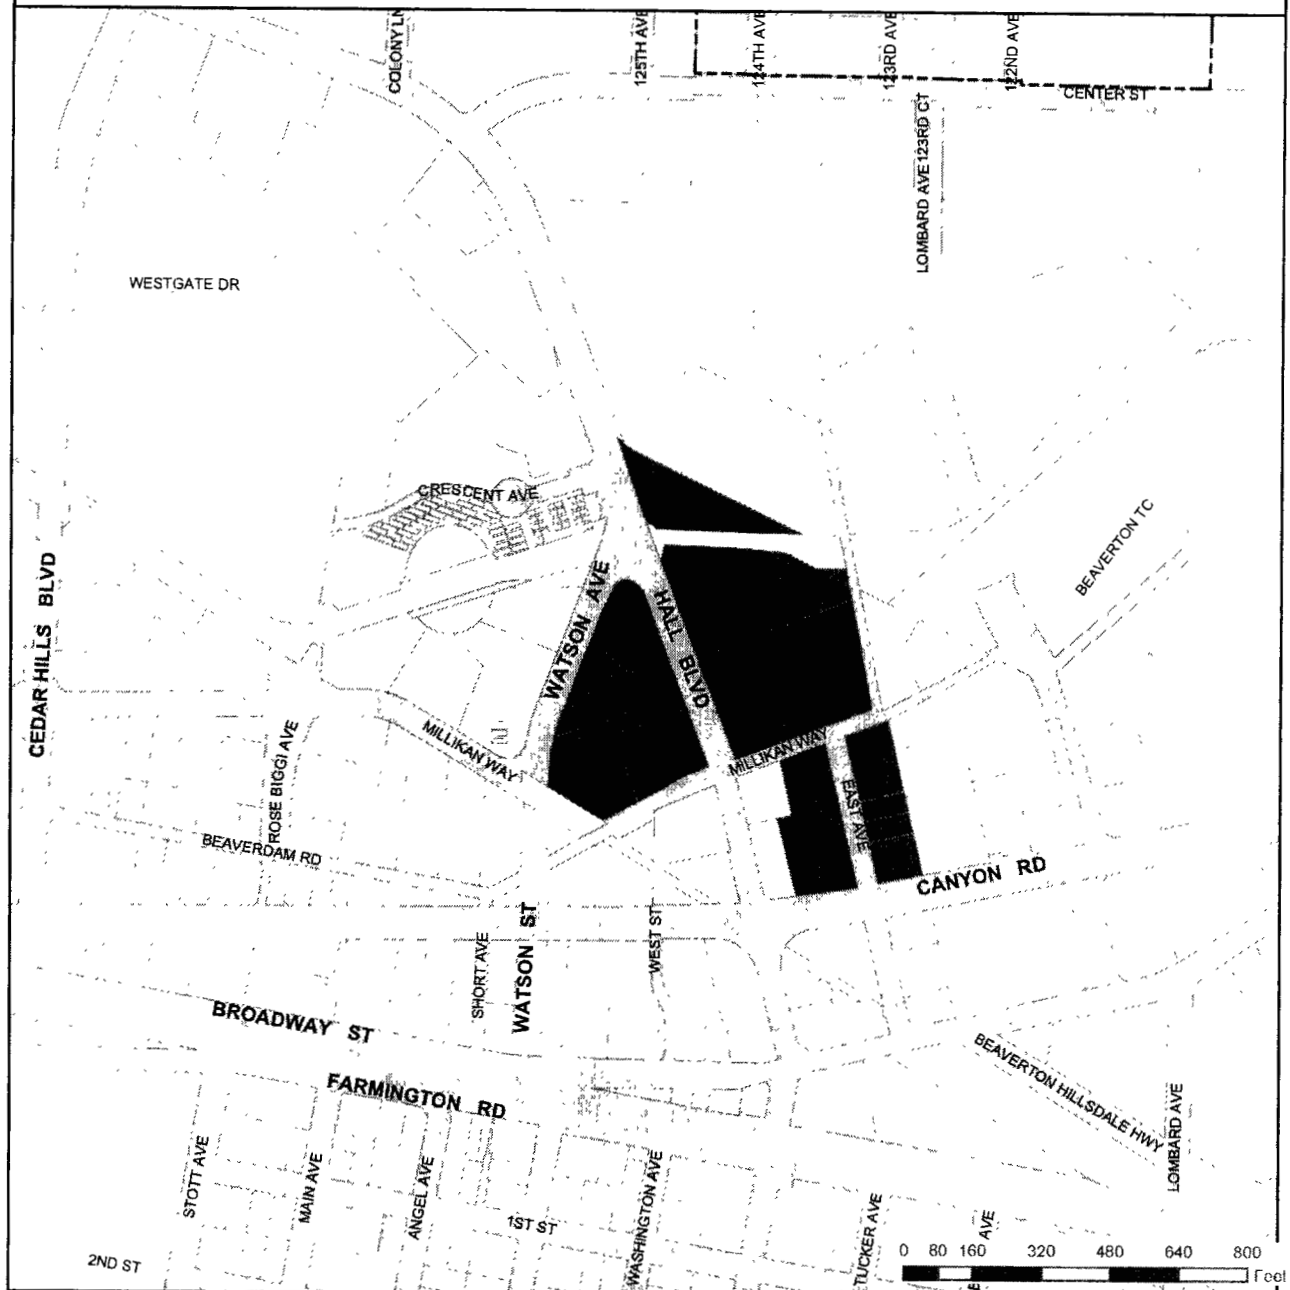 COLONY LN
125TH AVE
124TH AVE
123RD AVE
122ND AVE
CENTER ST
LOMBARD AVE 123RD CT
WESTGATE DR
CRESCENT AVE
BEAVERTON TC
CEDAR HILLS BLVD
WATSON AVE
HALL BLVD
MILLIKAN WAY
MILLIKAN WAY
ROSE BIGGI AVE
EAST AVE
BEAVERDAM RD
CANYON RD
SHORT AVE
WATSON ST
WEST ST
BROADWAY ST
FARMINGTON RD
BEAVERTON HILLSDALE HWY
LOMBARD AVE
STOTT AVE
MAIN AVE
ANGEL AVE
1ST ST
WASHINGTON AVE
TUCKER AVE
AVE
2ND ST
0 80 160 320 480 640 800
Feet